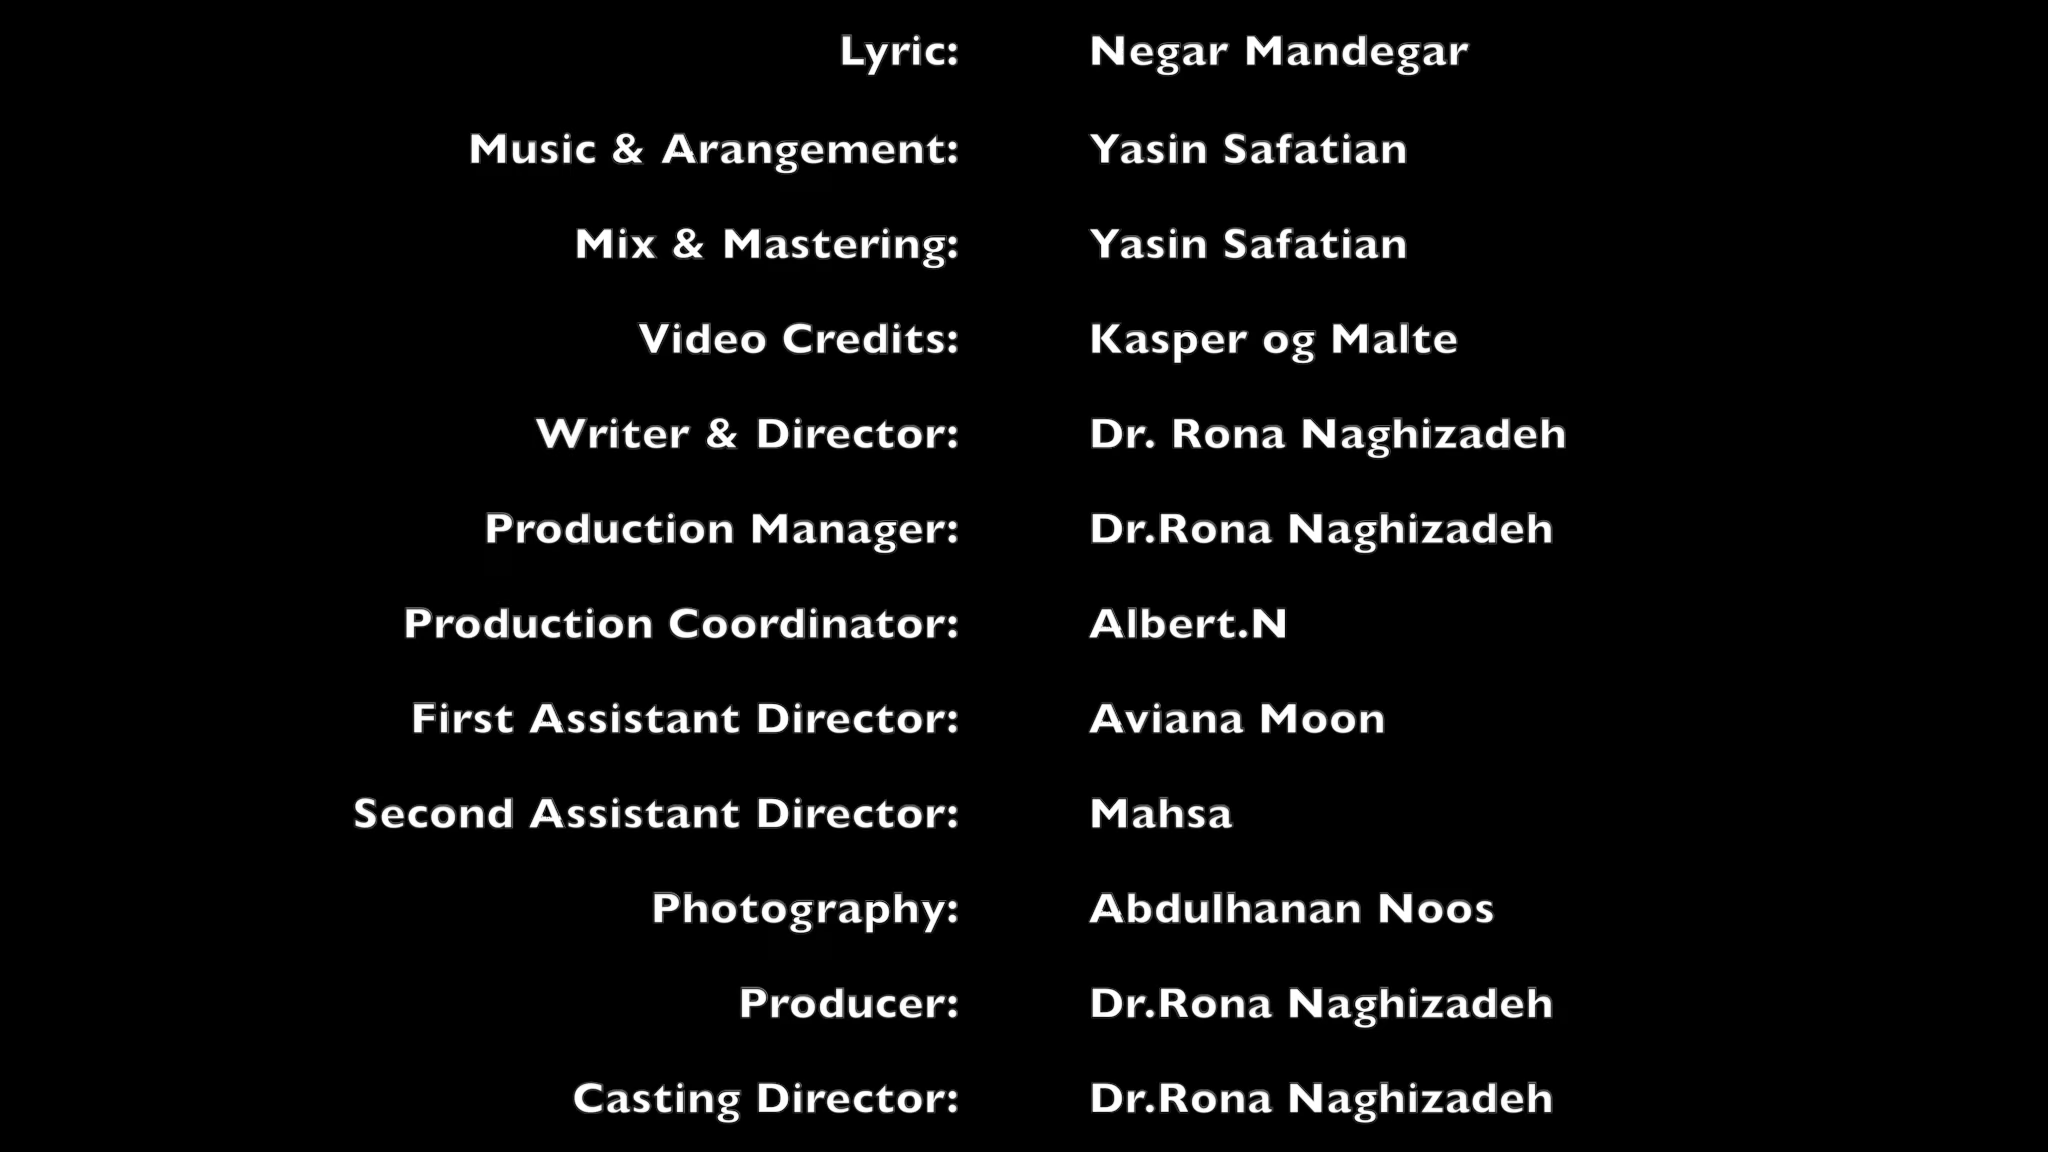 Lyric: Negar Mandegar
Music & Arangement: Yasin Safatian
Mix & Mastering: Yasin Safatian
Video Credits: Kasper og Malte
Writer & Director: Dr. Rona Naghizadeh
Production Manager: Dr.Rona Naghizadeh
Production Coordinator: Albert.N
First Assistant Director: Aviana Moon
Second Assistant Director: Mahsa
Photography: Abdulhanan Noos
Producer: Dr.Rona Naghizadeh
Casting Director: Dr.Rona Naghizadeh